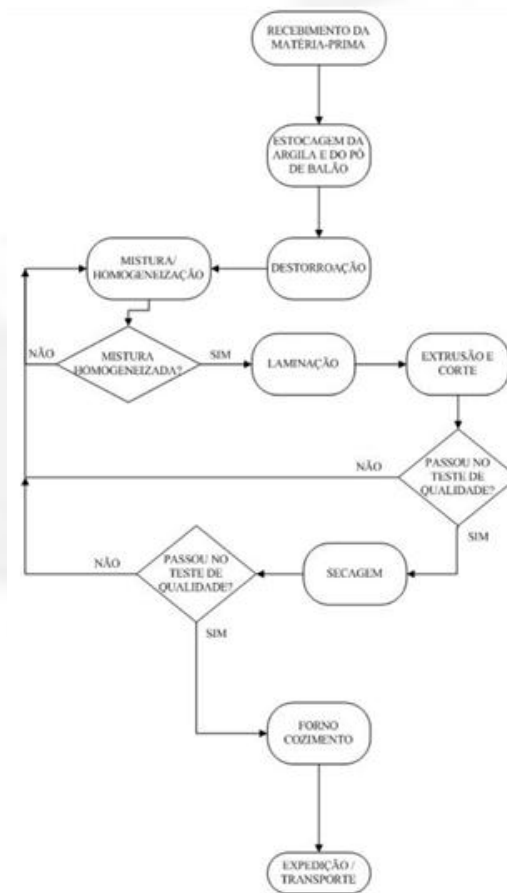 RECEBIMENTO DA
MATÉRIA-PRIMA
ESTOCAGEM DA
ARGILA E DO PÓ
DE BALÃO
MISTURA/
HOMOGENEIZAÇÃO
DESTORROAÇÃO
NÃO
MISTURA
HOMOGENEIZADA?
SIM
LAMINAÇÃO
EXTRUSÃO E
CORTE
NÃO
PASSOU NO
TESTE DE
QUALIDADE?
SIM
NÃO
PASSOU NO
TESTE DE
QUALIDADE?
SECAGEM
SIM
FORNO
COZIMENTO
EXPEDIÇÃO /
TRANSPORTE